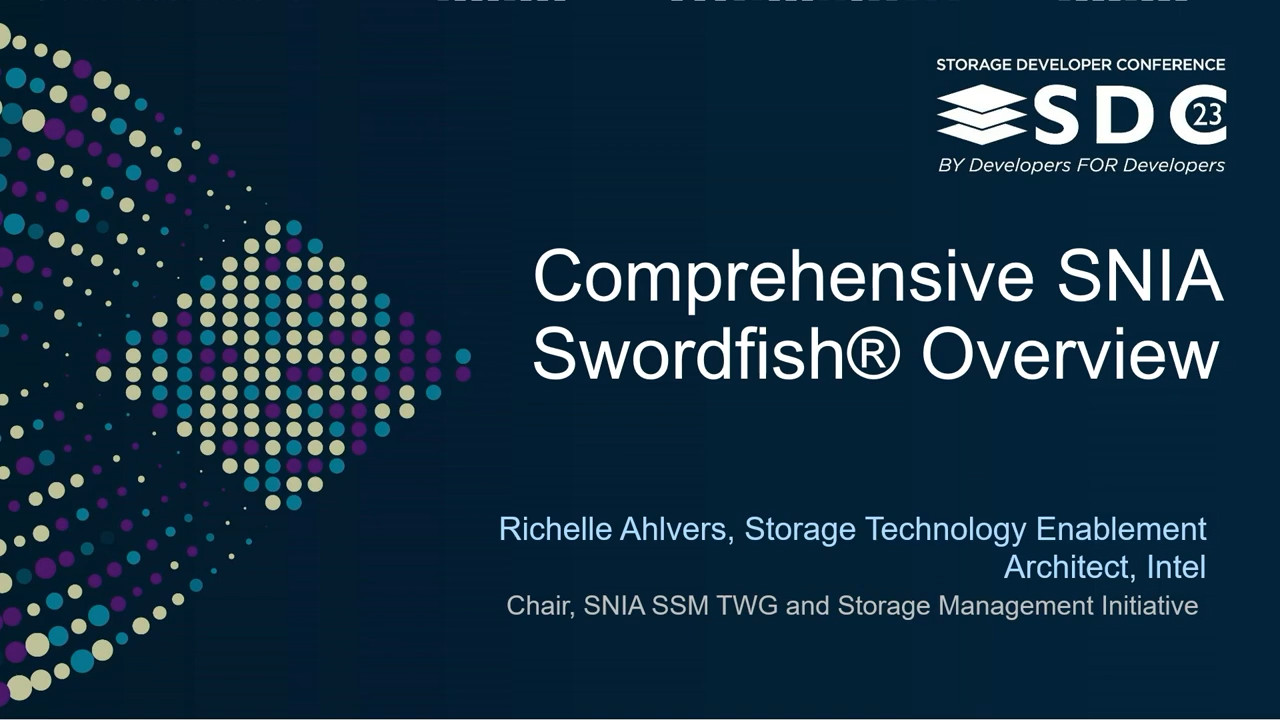 STORAGE DEVELOPER CONFERENCE
SDC 23
BY Developers FOR Developers
Comprehensive SNIA
Swordfish® Overview
Richelle Ahlvers, Storage Technology Enablement
Architect, Intel
Chair, SNIA SSM TWG and Storage Management Initiative